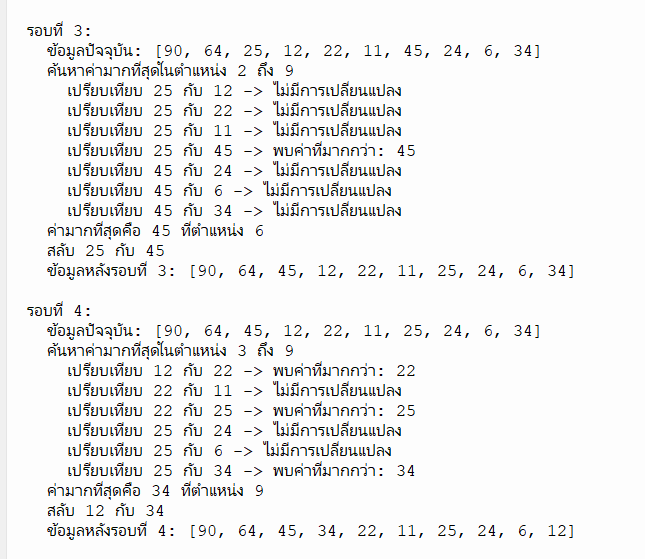 รอบที่ 3:
ข้อมูลปัจจุบัน: [90, 64, 25, 12, 22, 11, 45, 24, 6, 34]
ค้นหาค่ามากที่สุดในตำแหน่ง 2 ถึง 9
เปรียบเทียบ 25 กับ 12 -> ไม่มีการเปลี่ยนแปลง
เปรียบเทียบ 25 กับ 22 -> ไม่มีการเปลี่ยนแปลง
เปรียบเทียบ 25 กับ 11 -> ไม่มีการเปลี่ยนแปลง
เปรียบเทียบ 25 กับ 45 -> พบค่าที่มากกว่า: 45
เปรียบเทียบ 45 กับ 24 -> ไม่มีการเปลี่ยนแปลง
เปรียบเทียบ 45 กับ 6 -> ไม่มีการเปลี่ยนแปลง
เปรียบเทียบ 45 กับ 34 -> ไม่มีการเปลี่ยนแปลง
ค่ามากที่สุดคือ 45 ที่ตำแหน่ง 6
สลับ 25 กับ 45
ข้อมูลหลังรอบที่ 3: [90, 64, 45, 12, 22, 11, 25, 24, 6, 34]
รอบที่ 4:
ข้อมูลปัจจุบัน: [90, 64, 45, 12, 22, 11, 25, 24, 6, 34]
ค้นหาค่ามากที่สุดในตำแหน่ง 3 ถึง 9
เปรียบเทียบ 12 กับ 22 -> พบค่าที่มากกว่า: 22
เปรียบเทียบ 22 กับ 11 -> ไม่มีการเปลี่ยนแปลง
เปรียบเทียบ 22 กับ 25 -> พบค่าที่มากกว่า: 25
เปรียบเทียบ 25 กับ 24 -> ไม่มีการเปลี่ยนแปลง
เปรียบเทียบ 25 กับ 6 -> ไม่มีการเปลี่ยนแปลง
เปรียบเทียบ 25 กับ 34 -> พบค่าที่มากกว่า: 34
ค่ามากที่สุดคือ 34 ที่ตำแหน่ง 9
สลับ 12 กับ 34
ข้อมูลหลังรอบที่ 4: [90, 64, 45, 34, 22, 11, 25, 24, 6, 12]